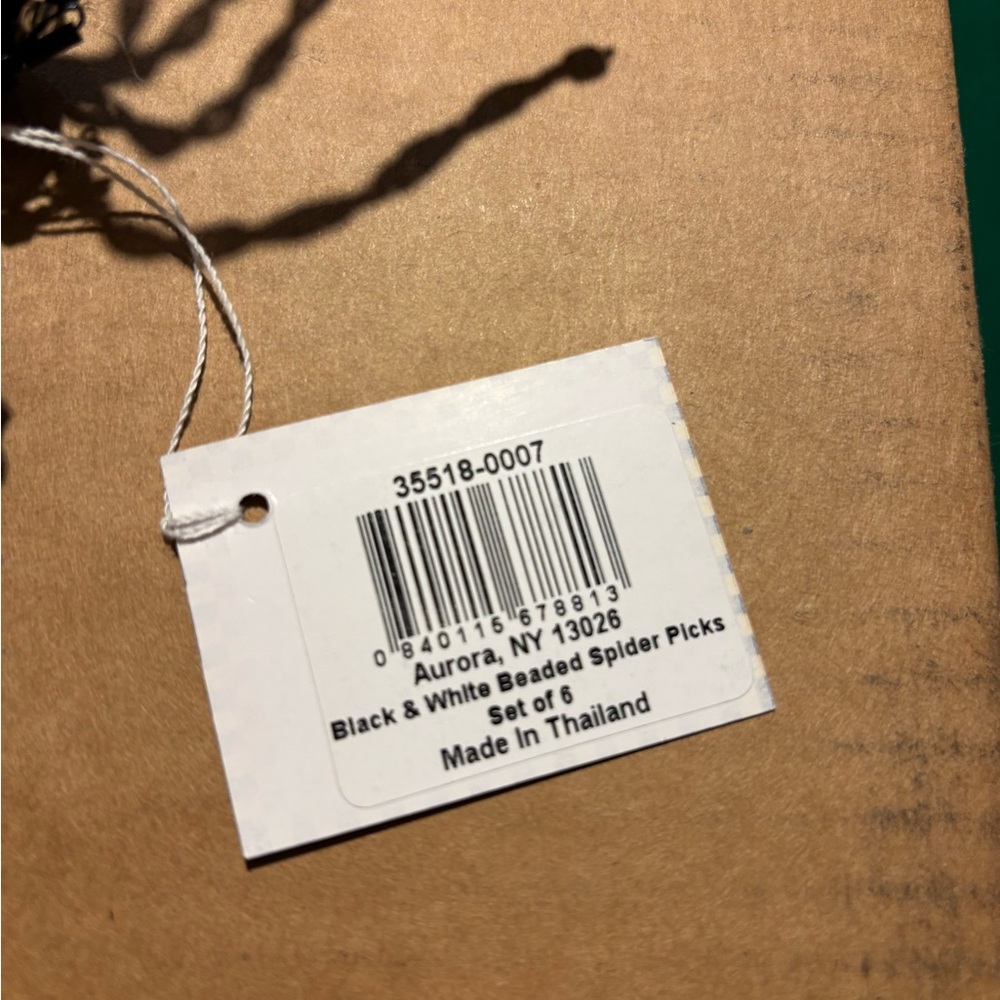 35518-0007
0 840115 678813
Aurora, NY 13026
Black & White Beaded Spider Picks
Set of 6
Made In Thailand